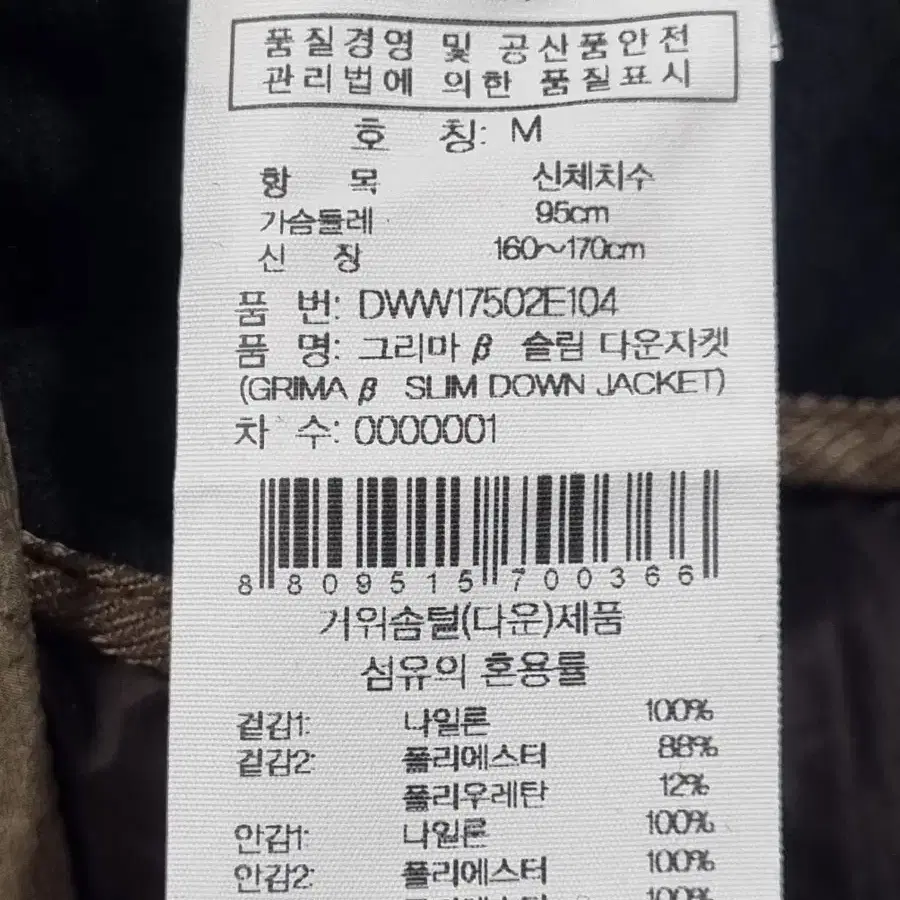 품질경영 및 공산품안전
관리법에 의한 품질표시
호 칭: M
항 목 신체치수
가슴둘레 95cm
신 장 160~170cm
품 번: DWW17502E104
품 명: 그리마 β 슬림 다운자켓
(GRIMA β SLIM DOWN JACKET)
차 수: 0000001
8 809515 700366
거위솜털(다운)제품
섬유의 혼용률
겉감1: 나일론 100%
겉감2: 폴리에스터 88%
폴리우레탄 12%
안감1: 나일론 100%
안감2: 폴리에스터 100%
100%